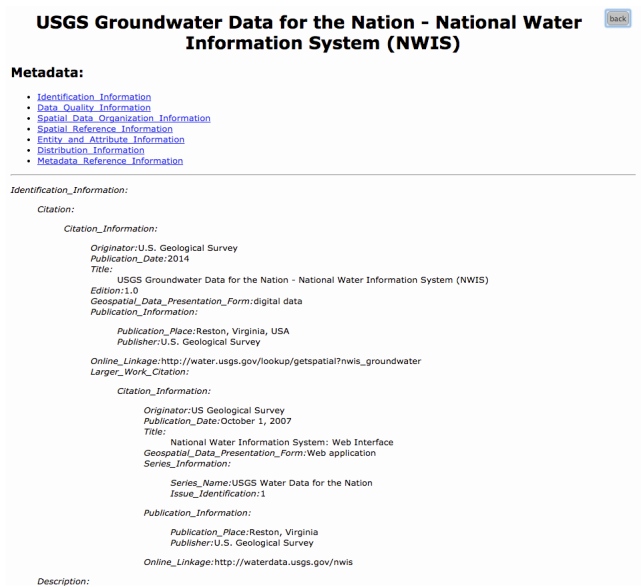 USGS Groundwater Data for the Nation - National Water
Information System (NWIS)
back
Metadata:
Identification_Information
Data_Quality_Information
Spatial_Data_Organization_Information
Spatial_Reference_Information
Entity_and_Attribute_Information
Distribution_Information
Metadata_Reference_Information
Identification_Information:
Citation:
Citation_Information:
Originator:U.S. Geological Survey
Publication_Date:2014
Title:
USGS Groundwater Data for the Nation - National Water Information System (NWIS)
Edition:1.0
Geospatial_Data_Presentation_Form:digital data
Publication_Information:
Publication_Place:Reston, Virginia, USA
Publisher:U.S. Geological Survey
Online_Linkage:http://water.usgs.gov/lookup/getspatial?nwis_groundwater
Larger_Work_Citation:
Citation_Information:
Originator:US Geological Survey
Publication_Date:October 1, 2007
Title:
National Water Information System: Web Interface
Geospatial_Data_Presentation_Form:Web application
Series_Information:
Series_Name:USGS Water Data for the Nation
Issue_Identification:1
Publication_Information:
Publication_Place:Reston, Virginia
Publisher:U.S. Geological Survey
Online_Linkage:http://waterdata.usgs.gov/nwis
Description: